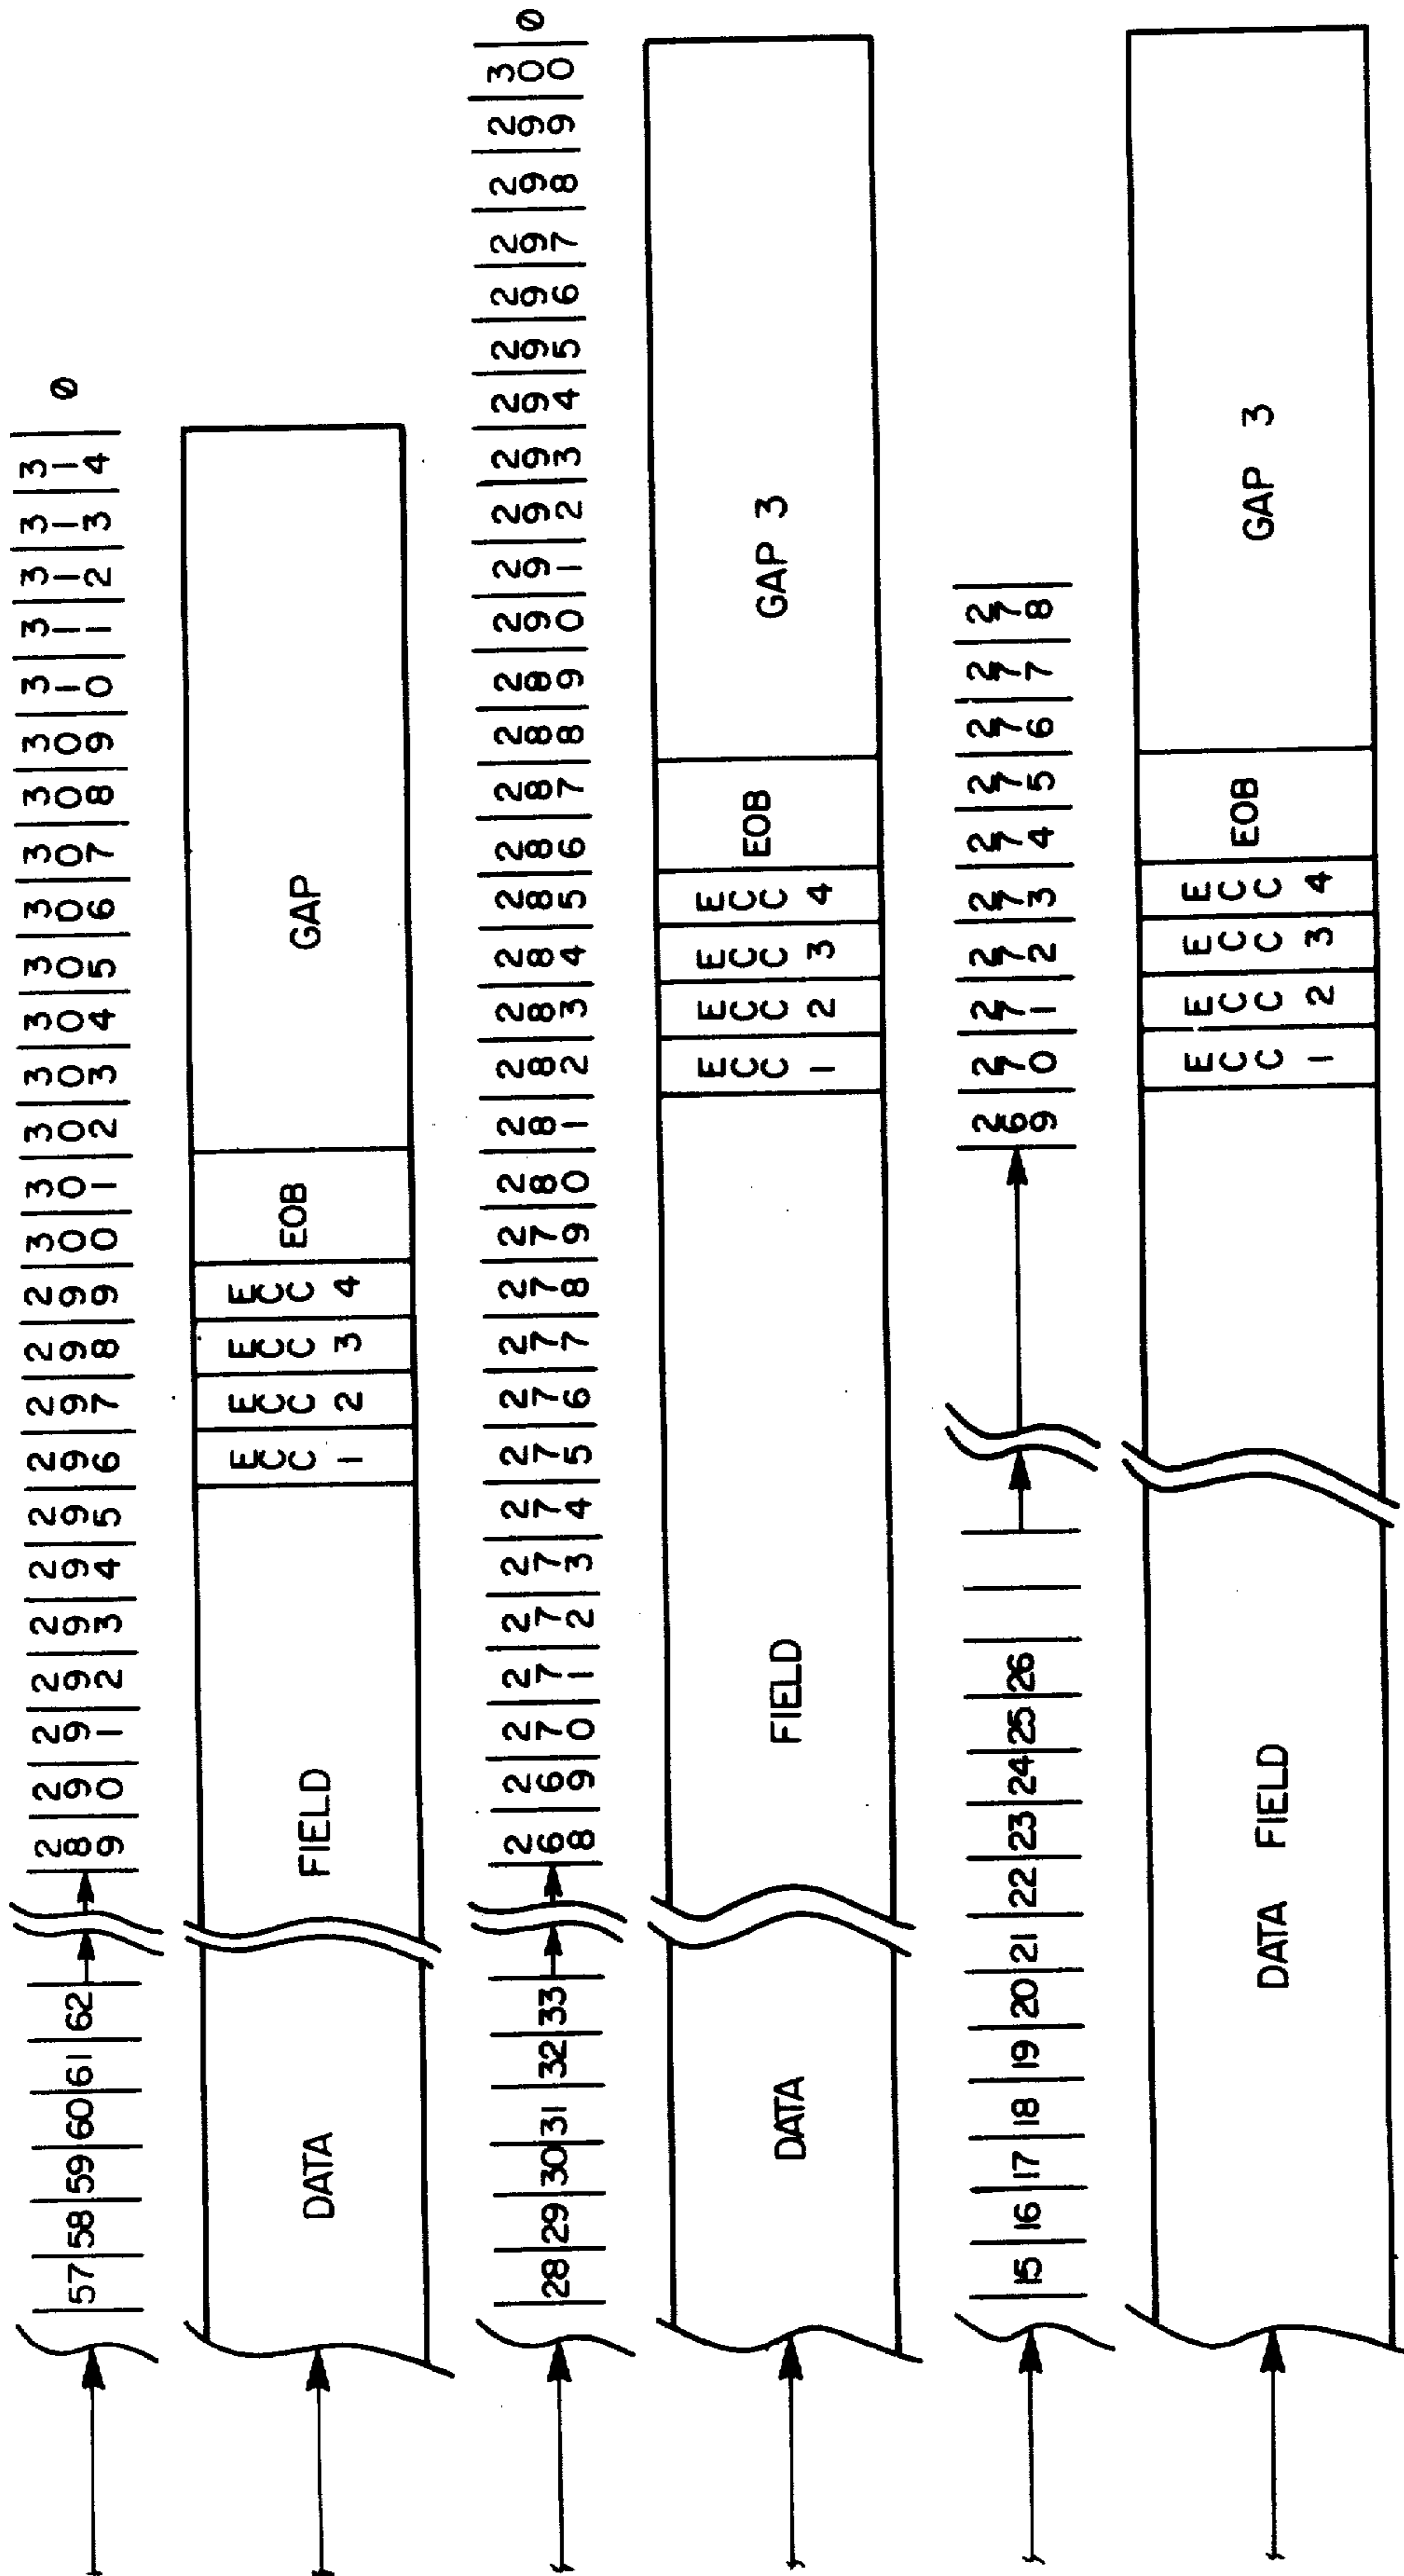 57 58 59 60 61 62 289 290 291 292 293 294 295 296 297 298 299 300 301 302 303 304 305 306 307 308 309 310 311 312 313 314 0
DATA FIELD ECC 1 ECC 2 ECC 3 ECC 4 EOB GAP
28 29 30 31 32 33 268 269 270 271 272 273 274 275 276 277 278 279 280 281 282 283 284 285 286 287 288 289 290 291 292 293 294 295 296 297 298 299 300 0
DATA FIELD ECC 1 ECC 2 ECC 3 ECC 4 EOB GAP 3
15 16 17 18 19 20 21 22 23 24 25 26 269 270 271 272 273 274 275 276 277 278
DATA FIELD ECC 1 ECC 2 ECC 3 ECC 4 EOB GAP 3